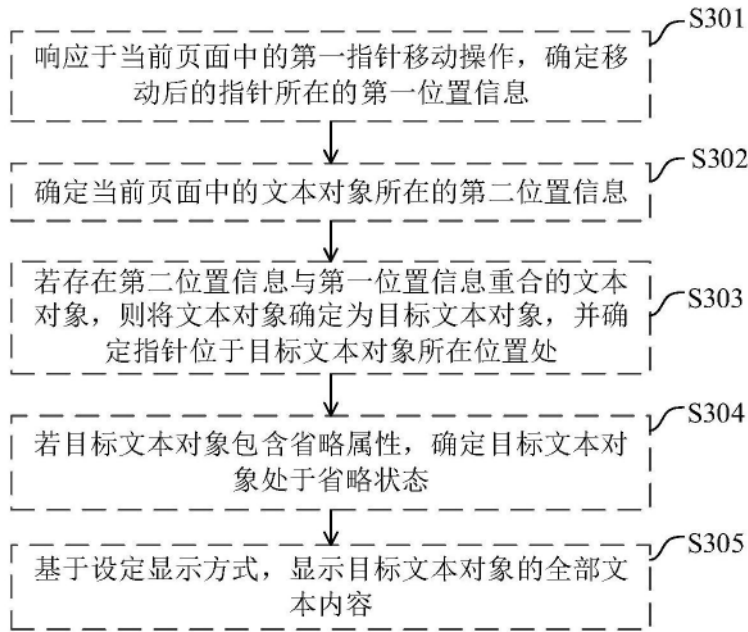 S301
响应于当前页面中的第一指针移动操作，确定移
动后的指针所在的第一位置信息
S302
确定当前页面中的文本对象所在的第二位置信息
S303
若存在第二位置信息与第一位置信息重合的文本
对象，则将文本对象确定为目标文本对象，并确
定指针位于目标文本对象所在位置处
S304
若目标文本对象包含省略属性，确定目标文本对
象处于省略状态
S305
基于设定显示方式，显示目标文本对象的全部文
本内容